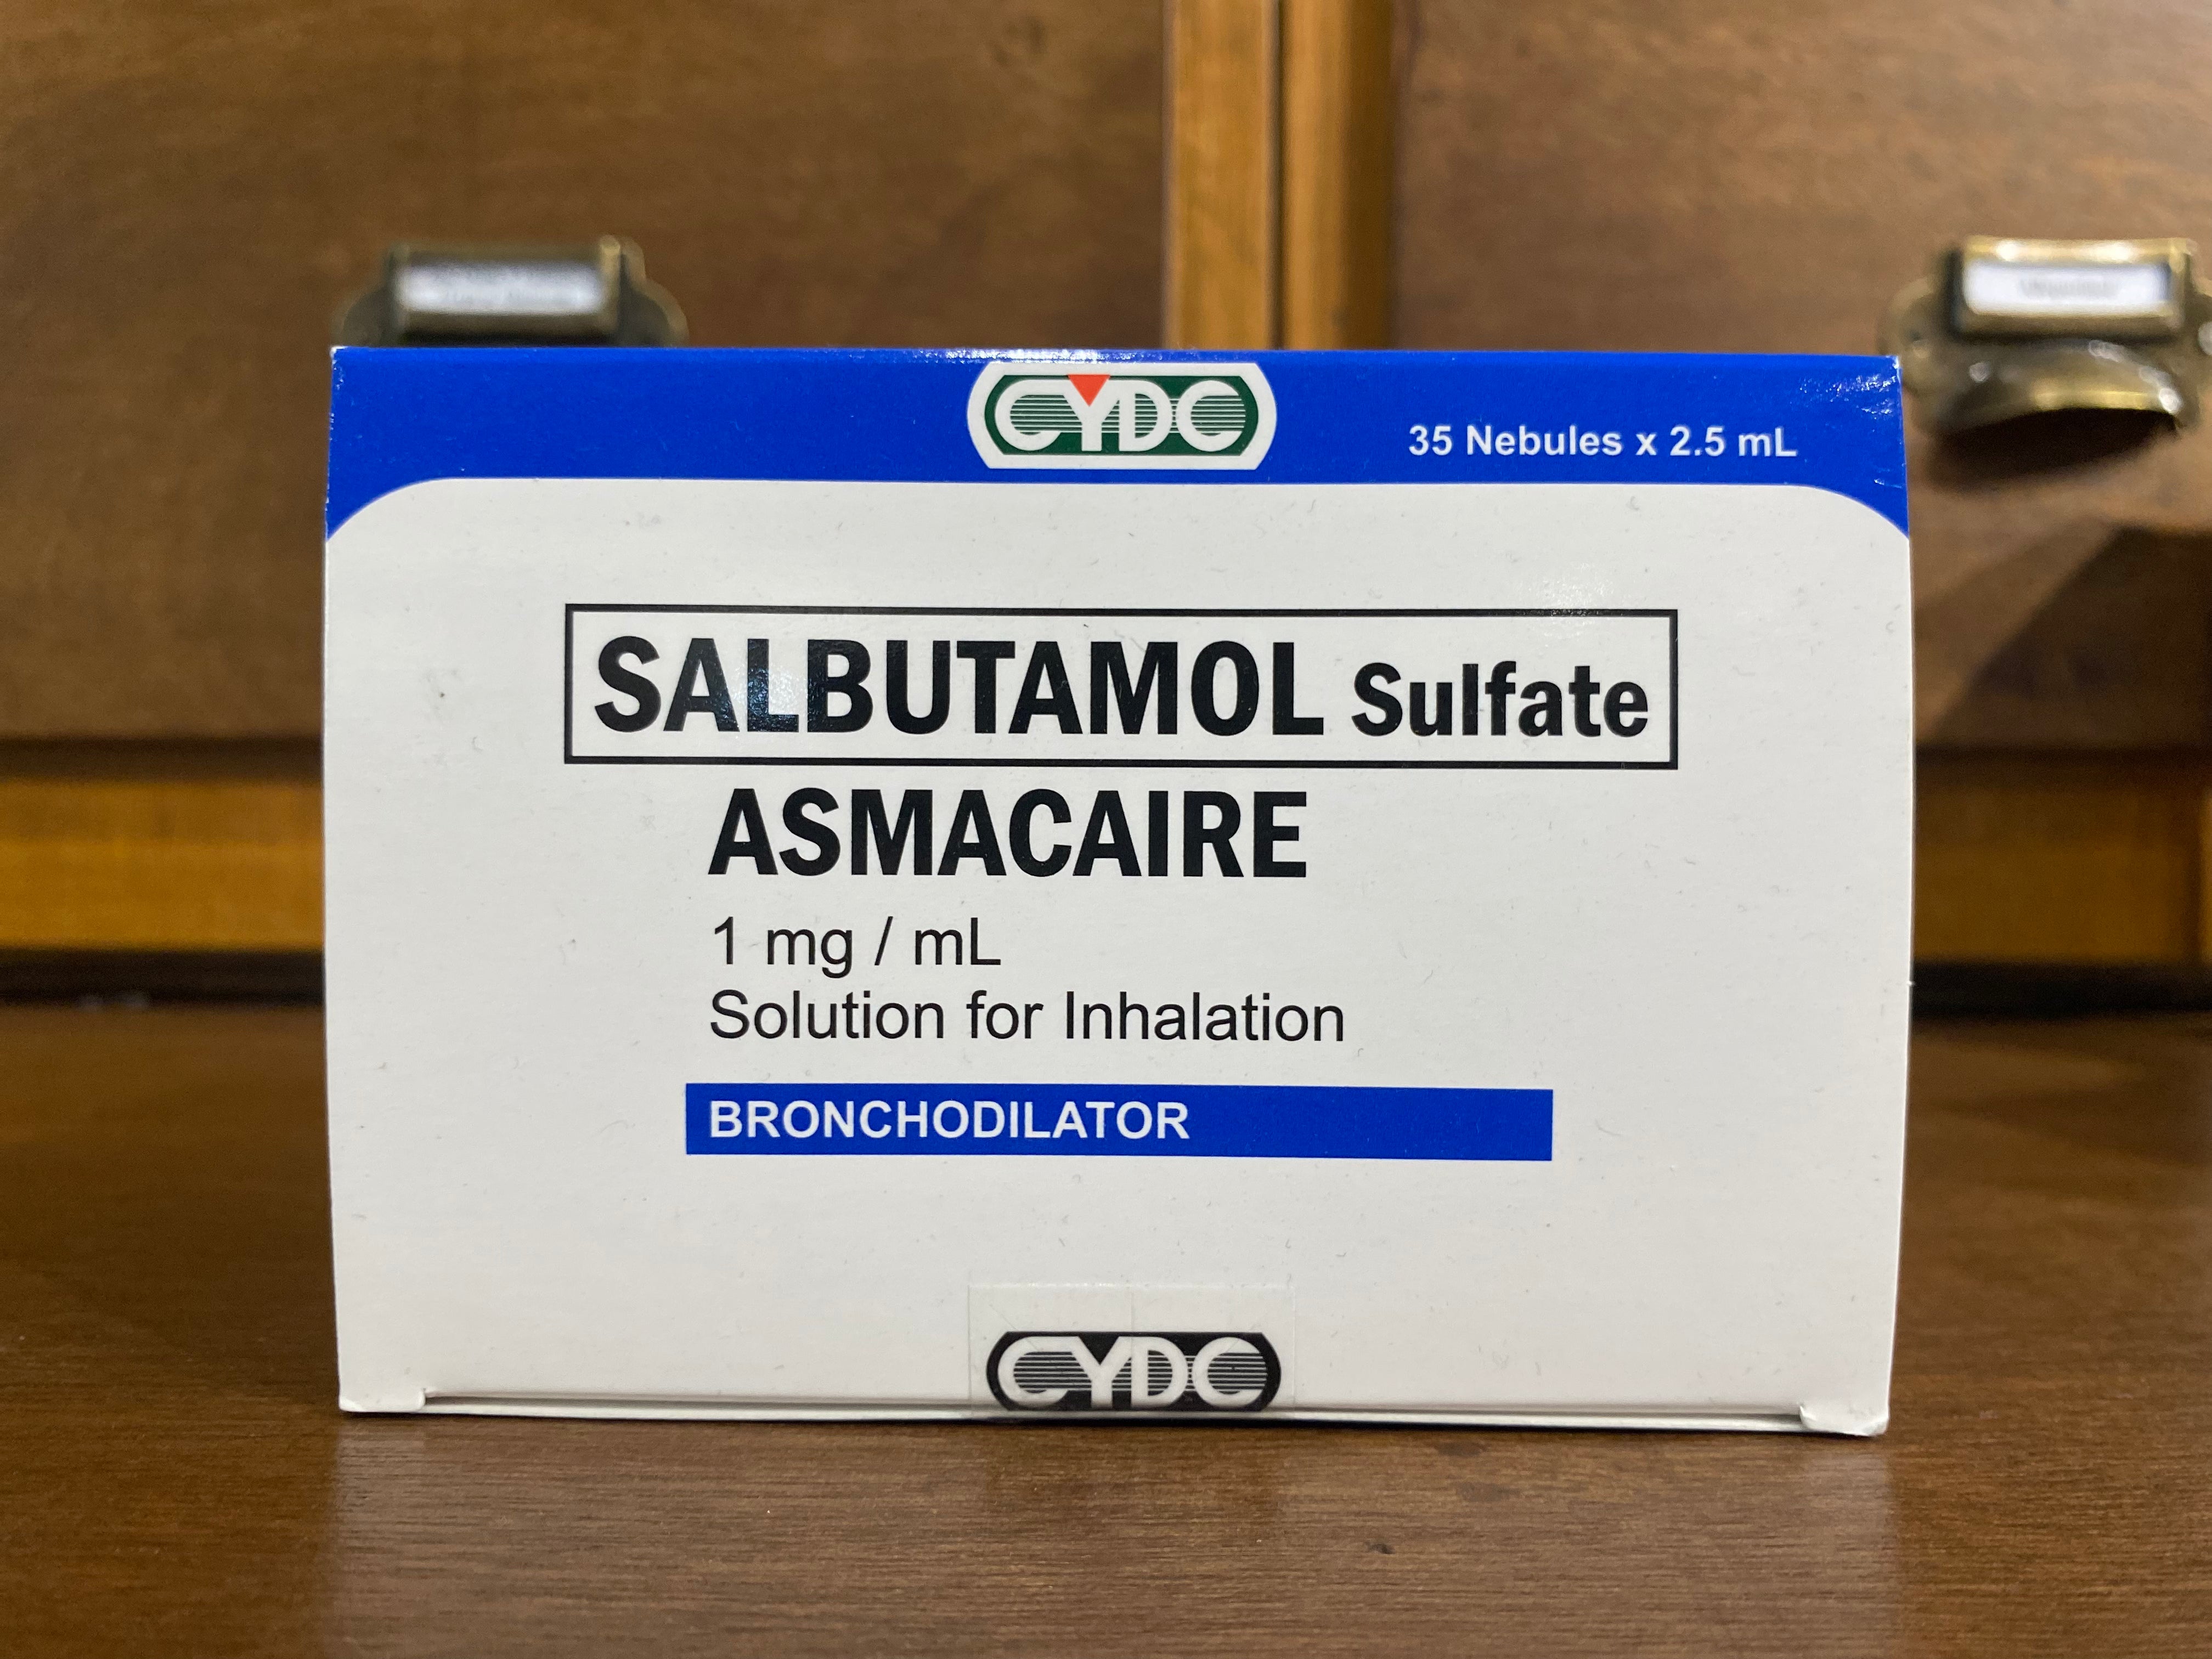 CYDC
35 Nebules x 2.5 mL
SALBUTAMOL Sulfate
ASMACAIRE
1 mg / mL
Solution for Inhalation
BRONCHODILATOR
CYDC